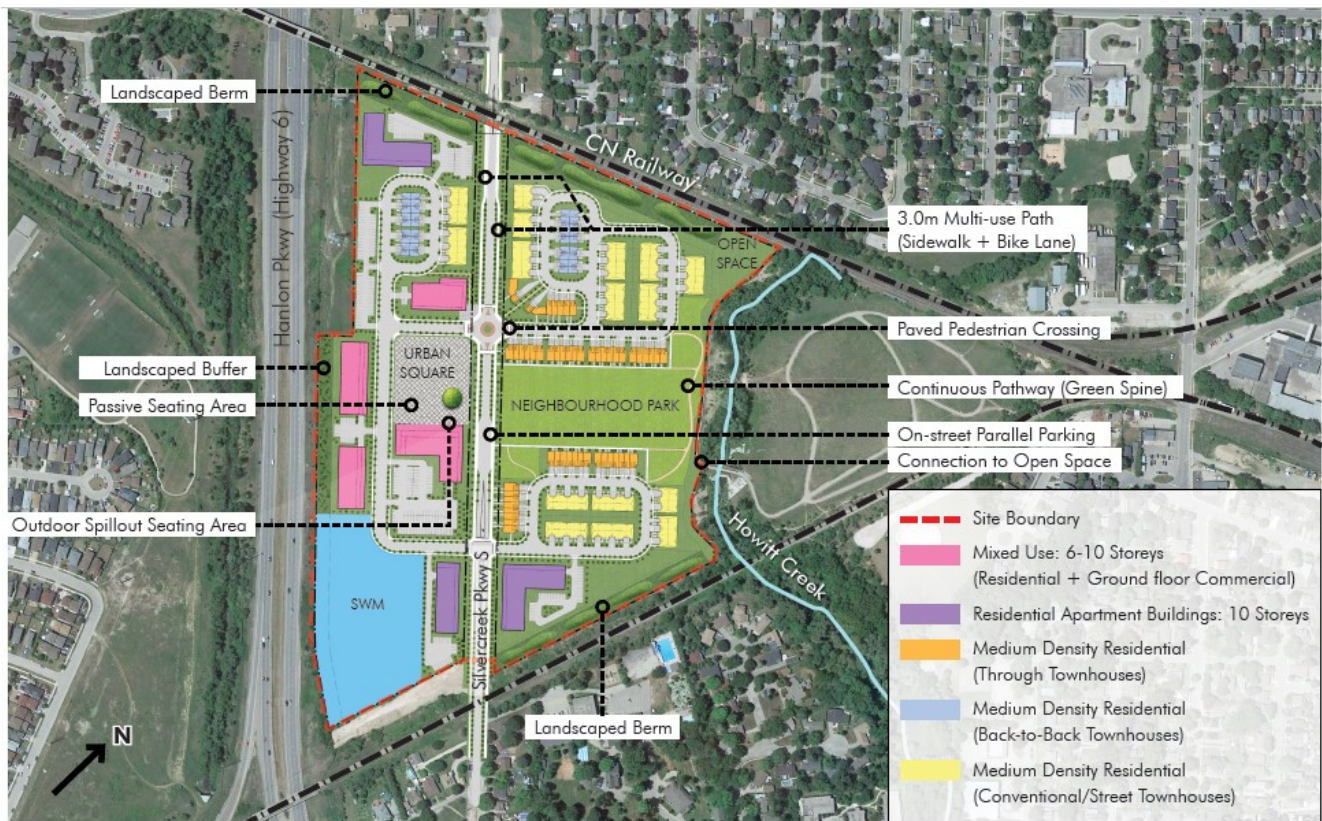 Landscaped Berm
Hanlon Pkwy (Highway 6)
CN Railway
3.0m Multi-use Path
(Sidewalk + Bike Lane)
OPEN
SPACE
Paved Pedestrian Crossing
Landscaped Buffer
URBAN
SQUARE
Continuous Pathway (Green Spine)
Passive Seating Area
NEIGHBOURHOOD PARK
On-street Parallel Parking
Connection to Open Space
Outdoor Spillout Seating Area
Howitt Creek
SWM
Silvercreek Pkwy S
Landscaped Berm
N
Site Boundary
Mixed Use: 6-10 Storeys
(Residential + Ground floor Commercial)
Residential Apartment Buildings: 10 Storeys
Medium Density Residential
(Through Townhouses)
Medium Density Residential
(Back-to-Back Townhouses)
Medium Density Residential
(Conventional/Street Townhouses)